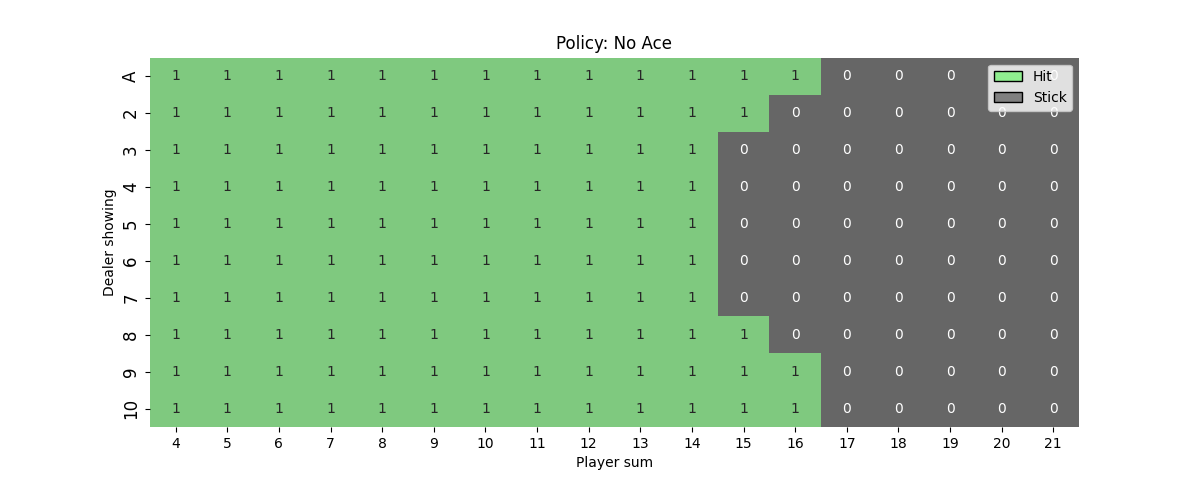 Policy: No Ace
A 1 1 1 1 1 1 1 1 1 1 1 1 1 0 0 0 0
Hit
2 1 1 1 1 1 1 1 1 1 1 1 1 0 0 0 0 0 0
Stick
3 1 1 1 1 1 1 1 1 1 1 1 0 0 0 0 0 0 0
4 1 1 1 1 1 1 1 1 1 1 1 0 0 0 0 0 0 0
5 1 1 1 1 1 1 1 1 1 1 1 0 0 0 0 0 0 0
6 1 1 1 1 1 1 1 1 1 1 1 0 0 0 0 0 0 0
7 1 1 1 1 1 1 1 1 1 1 1 0 0 0 0 0 0 0
8 1 1 1 1 1 1 1 1 1 1 1 1 0 0 0 0 0 0
9 1 1 1 1 1 1 1 1 1 1 1 1 1 0 0 0 0 0
10 1 1 1 1 1 1 1 1 1 1 1 1 1 0 0 0 0 0
Dealer showing
4 5 6 7 8 9 10 11 12 13 14 15 16 17 18 19 20 21
Player sum